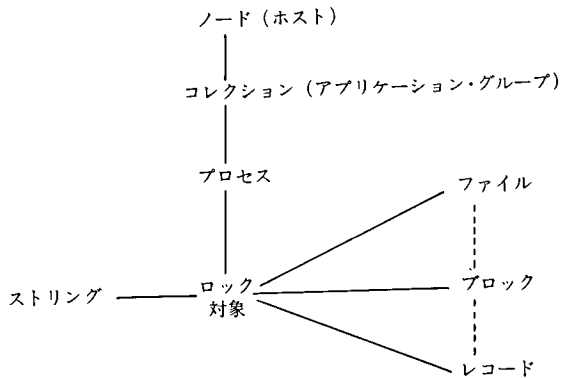 ノード（ホスト）
コレクション（アプリケーション・グループ）
プロセス
ファイル
ストリング
ロック
対象
ブロック
レコード